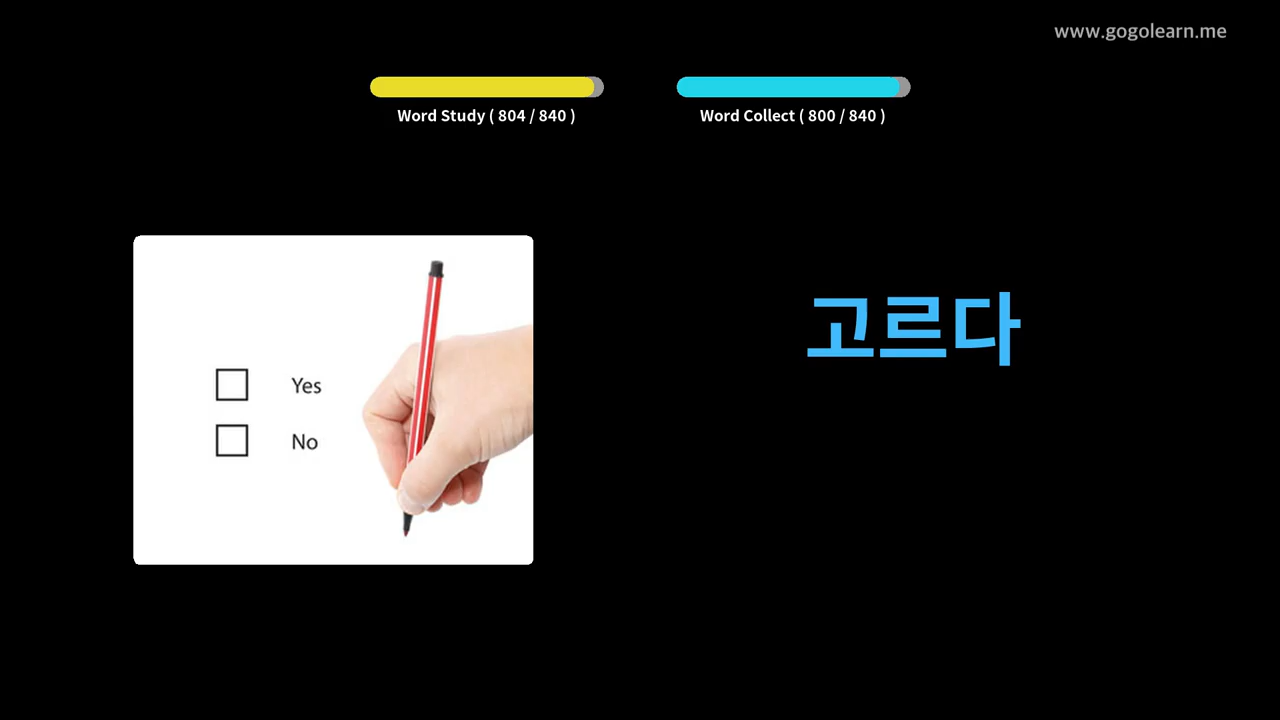 www.gogolearn.me
Word Study ( 804 / 840 )
Word Collect ( 800 / 840 )
Yes
No
고르다